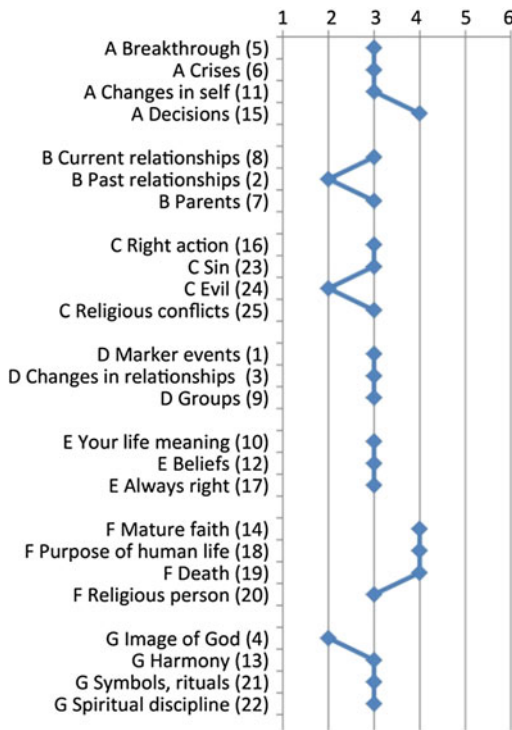 1 2 3 4 5 6
A Breakthrough (5)
A Crises (6)
A Changes in self (11)
A Decisions (15)
B Current relationships (8)
B Past relationships (2)
B Parents (7)
C Right action (16)
C Sin (23)
C Evil (24)
C Religious conflicts (25)
D Marker events (1)
D Changes in relationships (3)
D Groups (9)
E Your life meaning (10)
E Beliefs (12)
E Always right (17)
F Mature faith (14)
F Purpose of human life (18)
F Death (19)
F Religious person (20)
G Image of God (4)
G Harmony (13)
G Symbols, rituals (21)
G Spiritual discipline (22)